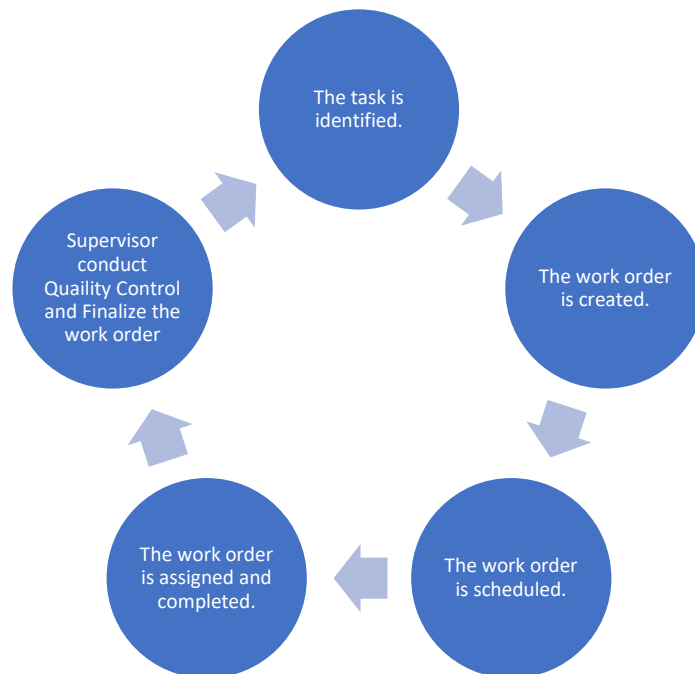 The task is
identified.
The work order
is created.
The work order
is scheduled.
The work order
is assigned and
completed.
Supervisor
conduct
Quaility Control
and Finalize the
work order